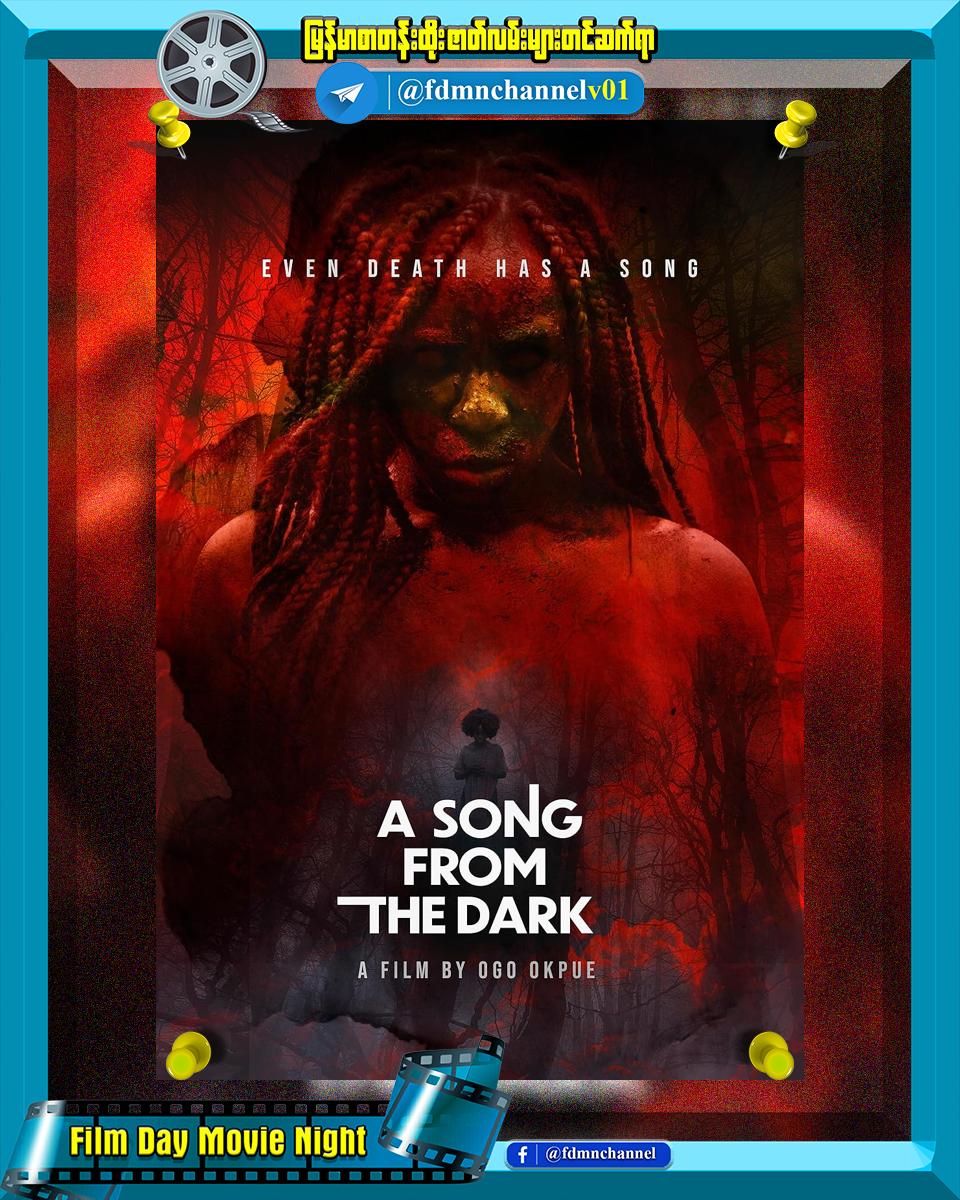 မြန်မာစာတန်းထိုးဇာတ်လမ်းများတင်ဆက်ရာ
@fdmnchannelv01
EVEN DEATH HAS A SONG
A SONG
FROM
THE DARK
A FILM BY OGO OKPUE
Film Day Movie Night
@fdmnchannel